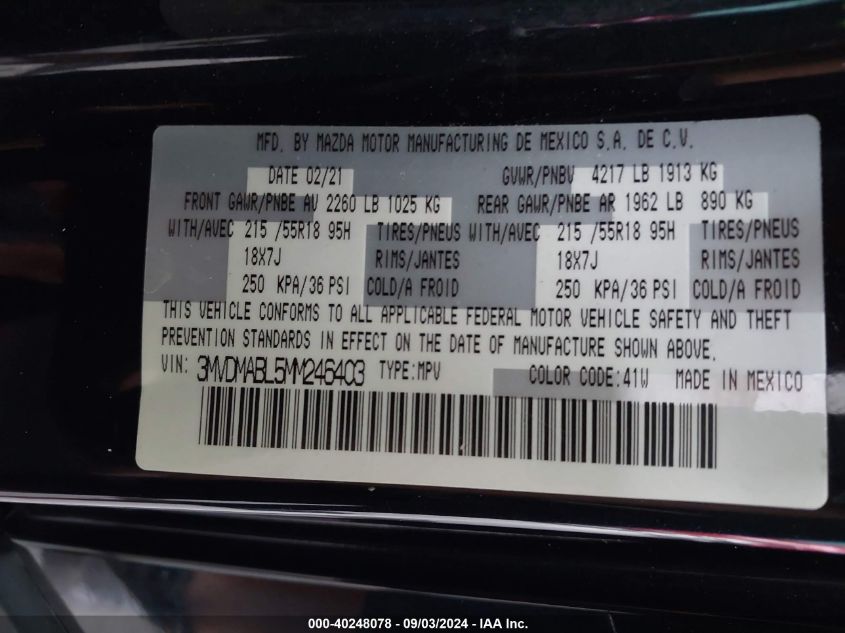 MFD. BY MAZDA MOTOR MANUFACTURING DE MEXICO S.A. DE C.V.
DATE 02/21 GVWR/PNBV 4217 LB 1913 KG
FRONT GAWR/PNBE AV 2260 LB 1025 KG REAR GAWR/PNBE AR 1962 LB 890 KG
WITH/AVEC 215 /55R18 95H TIRES/PNEUS WITH/AVEC 215 /55R18 95H TIRES/PNEUS
18X7J RIMS/JANTES 18X7J RIMS/JANTES
250 KPA/36 PSI COLD/A FROID 250 KPA/36 PSI COLD/A FROID
THIS VEHICLE CONFORMS TO ALL APPLICABLE FEDERAL MOTOR VEHICLE SAFETY AND THEFT
PREVENTION STANDARDS IN EFFECT ON THE DATE OF MANUFACTURE SHOWN ABOVE.
VIN: 3MVDMABL5MM246403 TYPE:MPV COLOR CODE:41W MADE IN MEXICO
000-40248078 - 09/03/2024 - US.IAAI.COM.